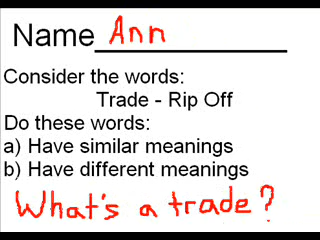 Name Ann
Consider the words:
Trade - Rip Off
Do these words:
a) Have similar meanings
b) Have different meanings
What's a trade?